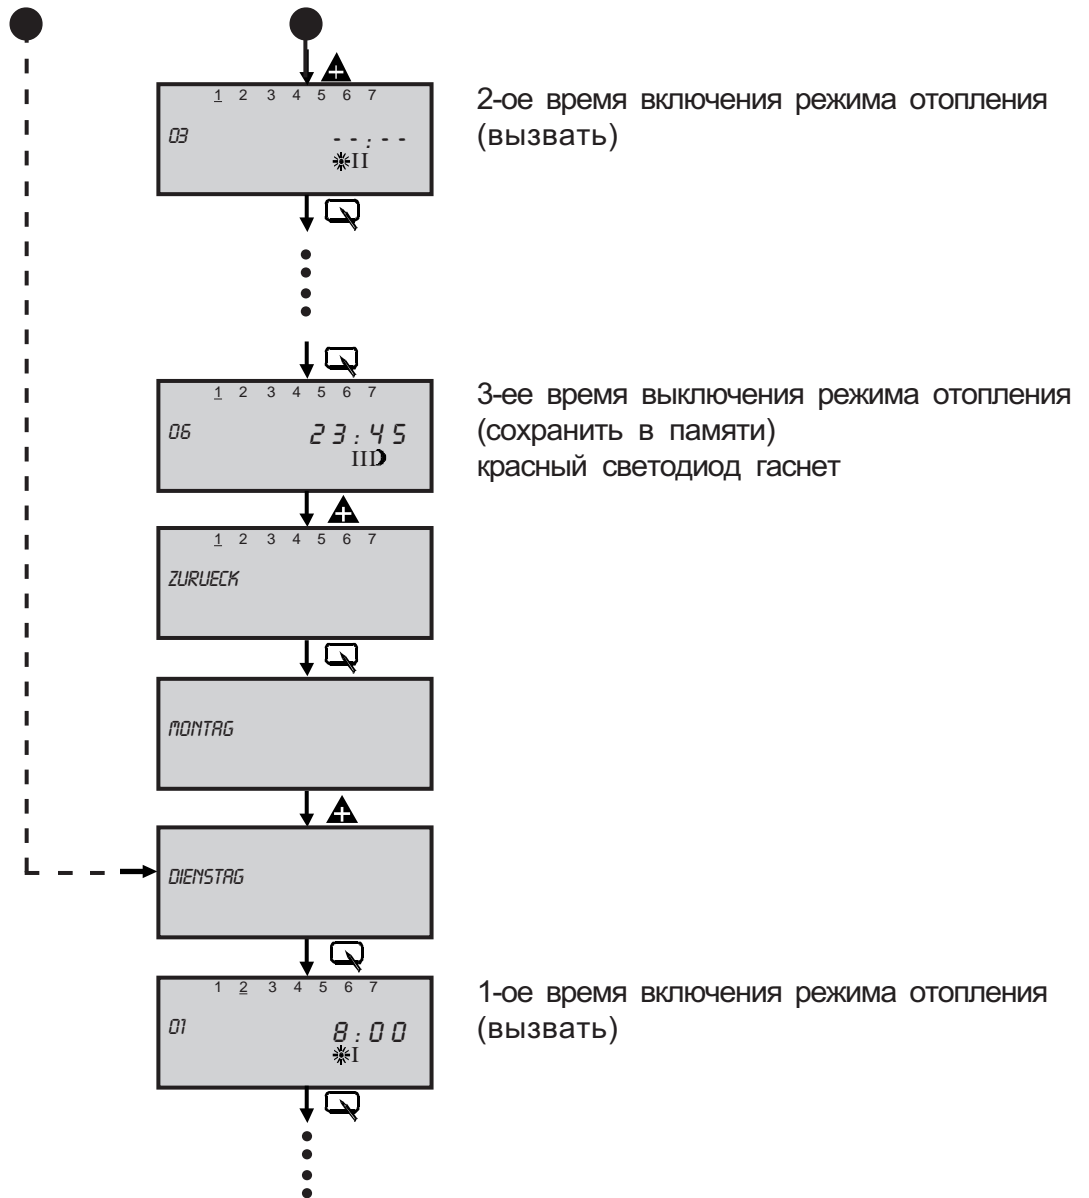 1 2 3 4 5 6 7
2-ое время включения режима отопления
03 --:--
(вызвать)
II
1 2 3 4 5 6 7
3-ее время выключения режима отопления
06 23:45
(сохранить в памяти)
III
красный светодиод гаснет
1 2 3 4 5 6 7
ZURUECK
MONTAG
DIENSTAG
1 2 3 4 5 6 7
1-ое время включения режима отопления
01 8:00
(вызвать)
I